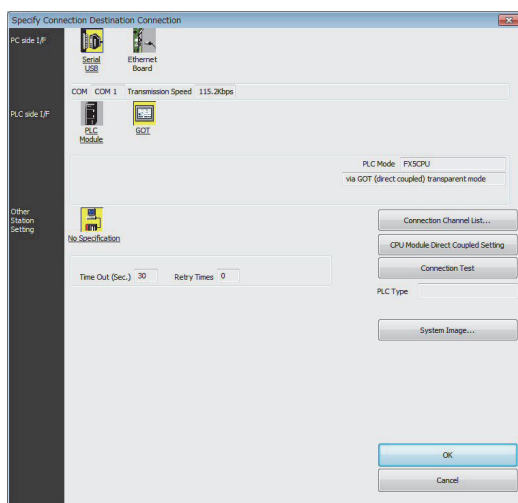 Specify Connection Destination Connection
PC side I/F
Serial
USB
Ethernet
Board
COM COM 1 Transmission Speed 115.2Kbps
PLC side I/F
PLC
Module
GOT
PLC Mode FX5CPU
via GOT (direct coupled) transparent mode
Other
Station
Setting
No Specification
Time Out (Sec.) 30 Retry Times 0
Connection Channel List...
CPU Module Direct Coupled Setting
Connection Test
PLC Type
System Image...
OK
Cancel